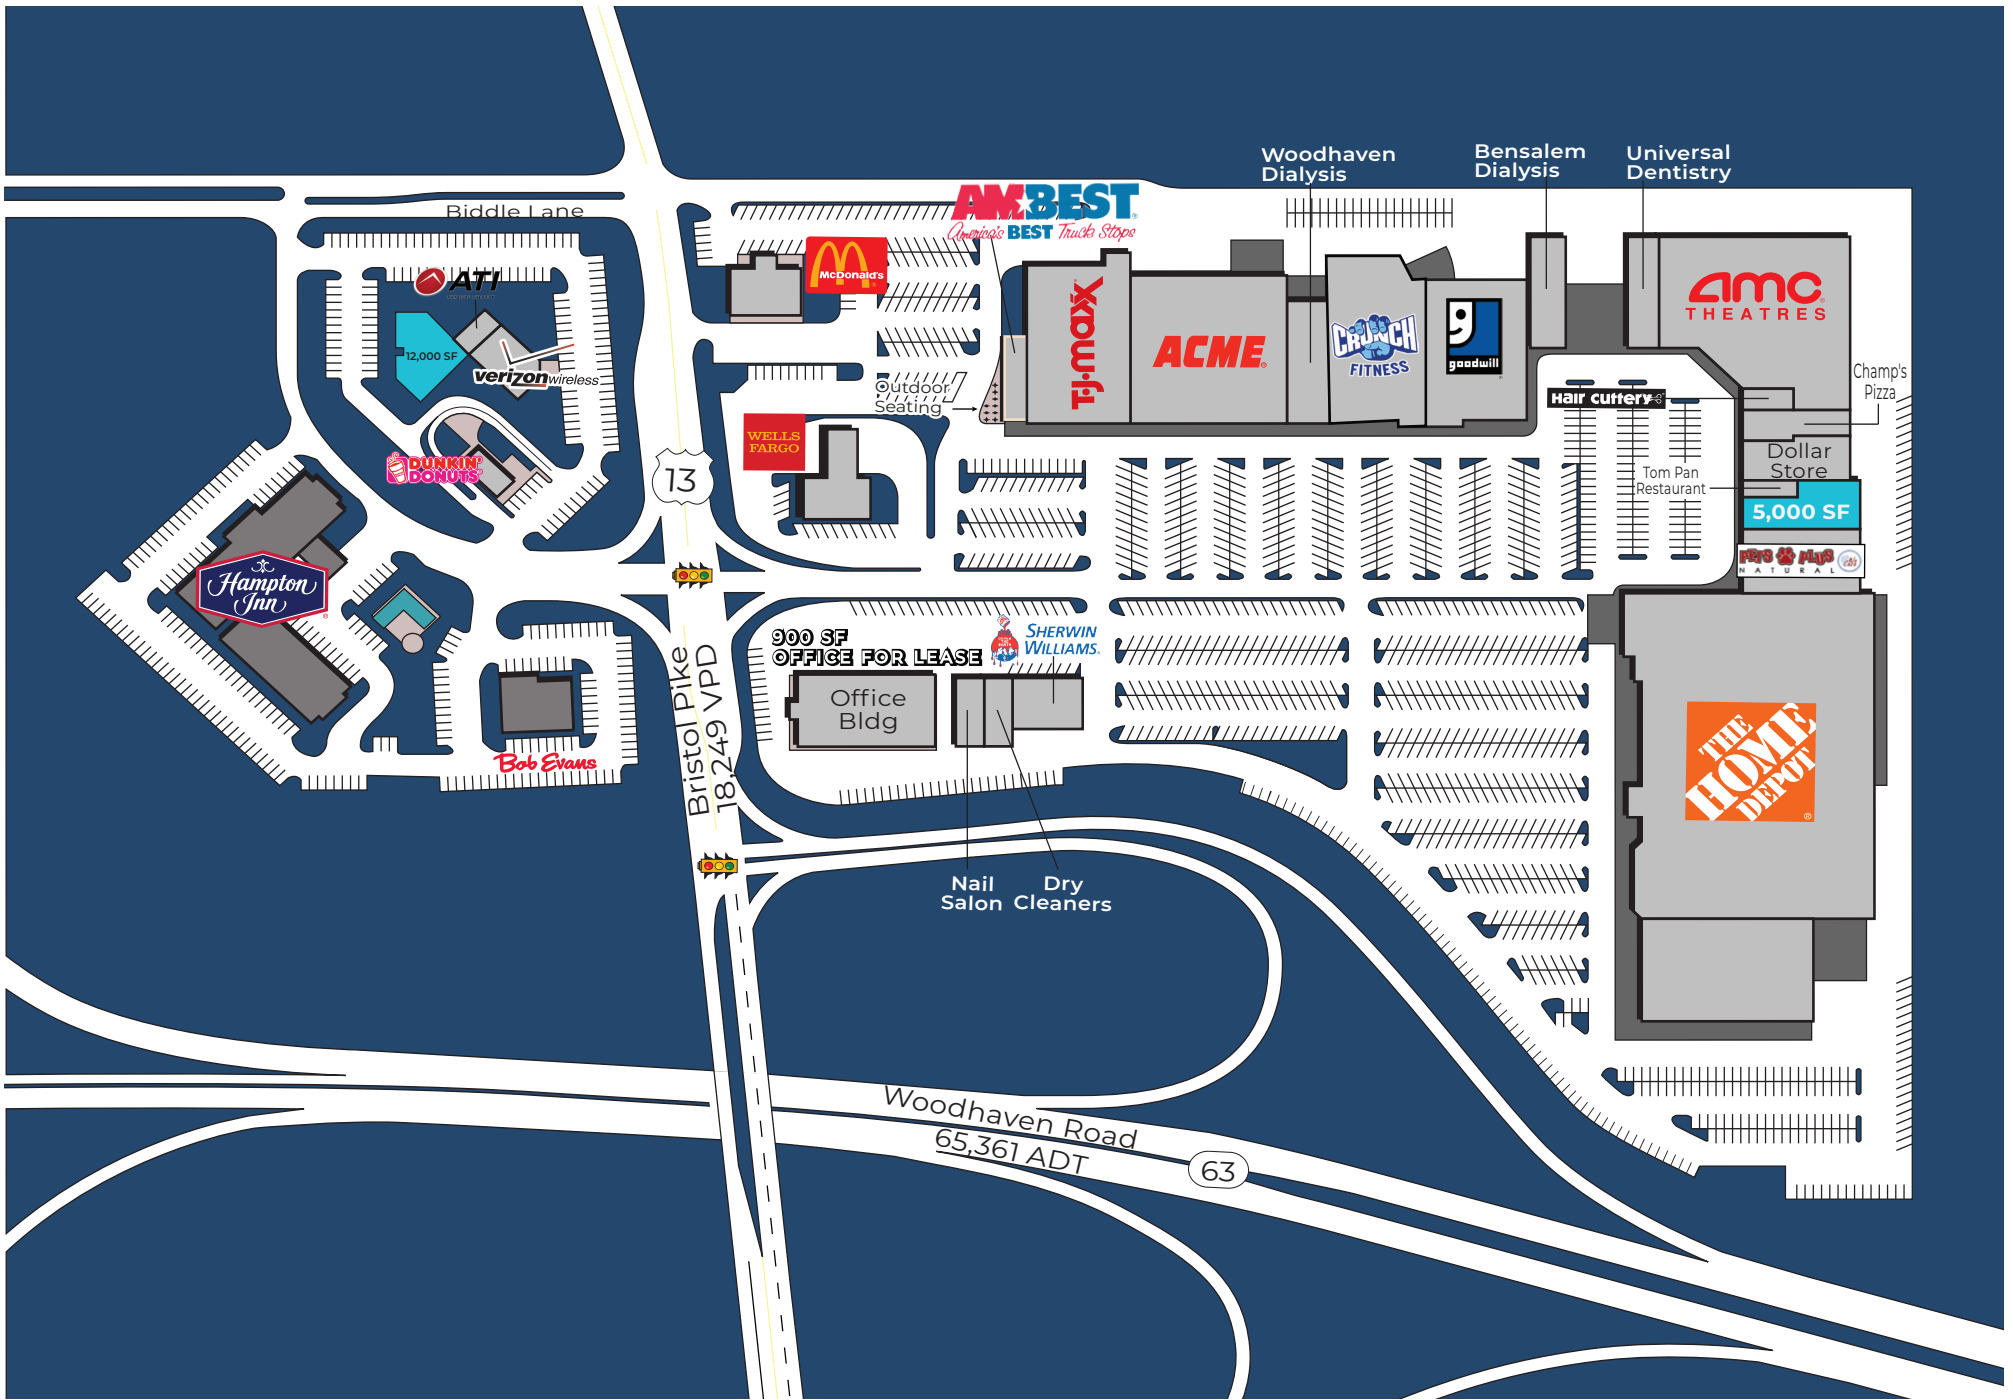 Woodhaven
Dialysis
Bensalem
Dialysis
Universal
Dentistry
Biddle Lane
AMBEST
America's BEST Truck Stops
McDonald's
ATI
12,000 SF
verizon wireless
T.J.maxx
ACME
CRUNCH
FITNESS
goodwill
amc
THEATRES
Outdoor
Seating
Hair Cuttery
Champ's
Pizza
WELLS
FARGO
DUNKIN'
DONUTS
13
Dollar
Store
Tom Pan
Restaurant
5,000 SF
PETS PLUS
NATURAL
Hampton
Inn
900 SF
OFFICE FOR LEASE
SHERWIN
WILLIAMS.
Office
Bldg
Bristol Pike
18,249 VPD
Bob Evans
THE
HOME
DEPOT
Nail
Salon
Dry
Cleaners
Woodhaven Road
65,361 ADT
63